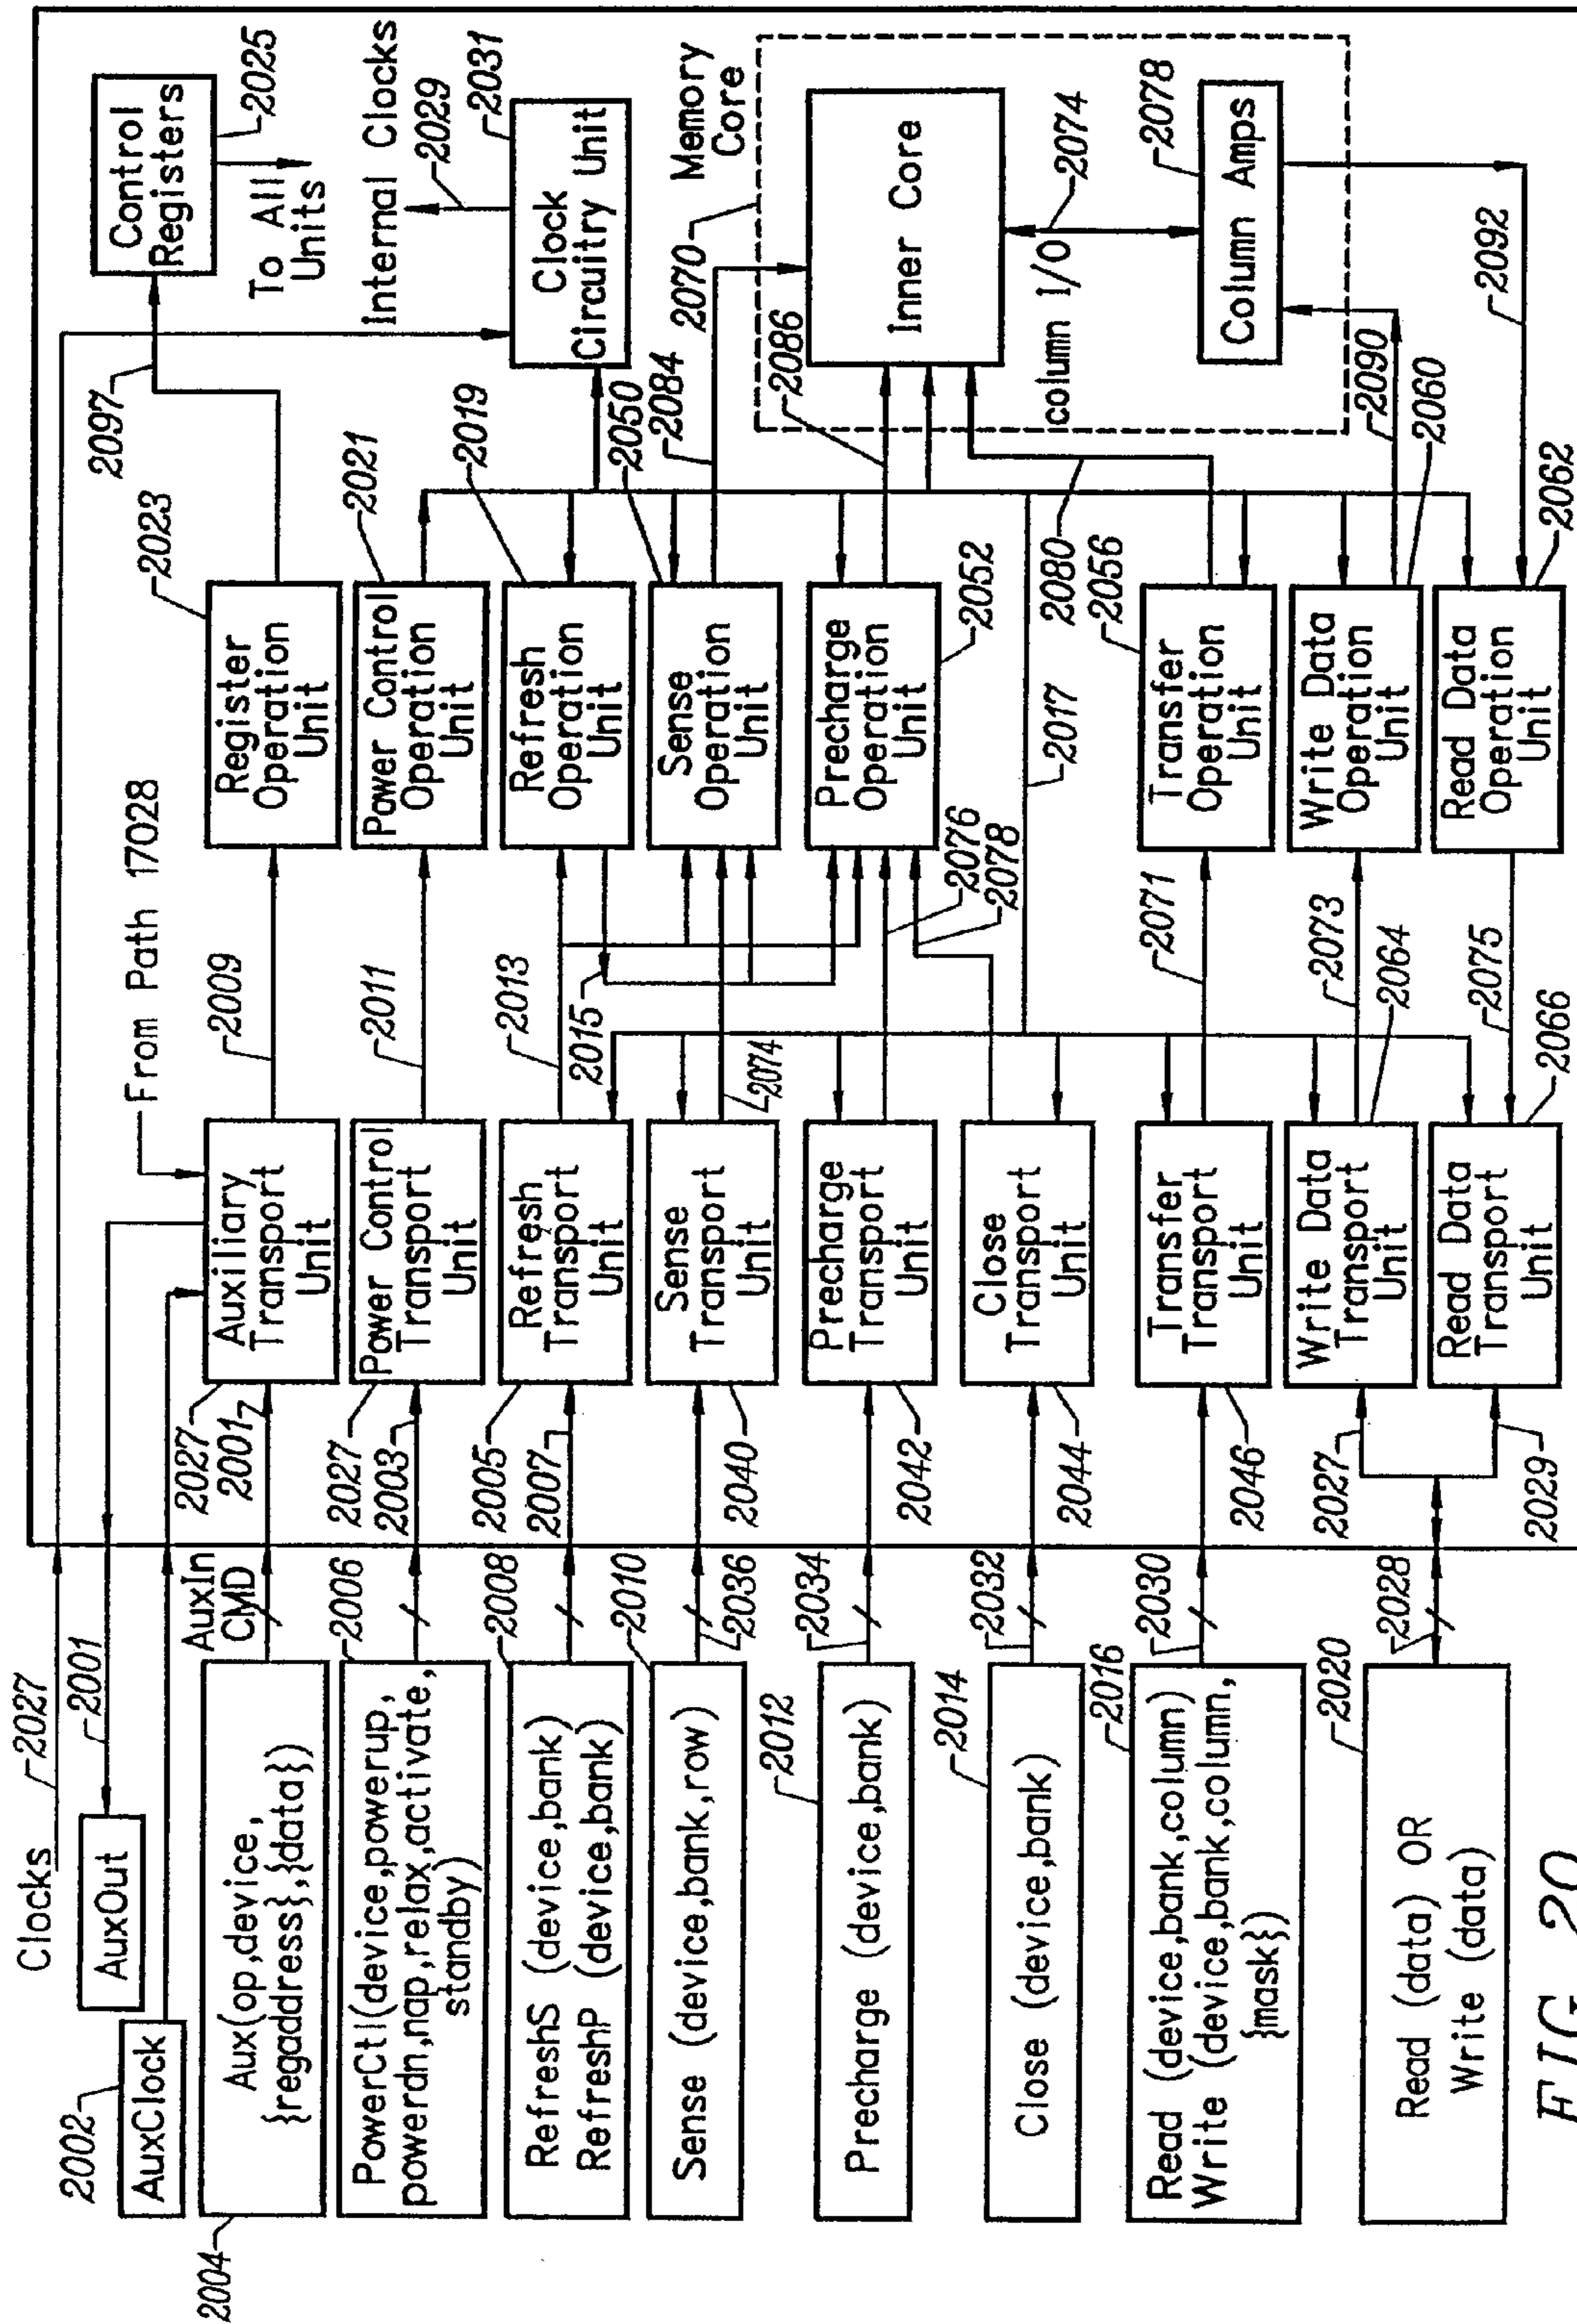 Clocks
2027
2001
2002
AuxClock
AuxOut
2004
Aux(op,device,
{regaddress},{data})
AuxIn
CMD
2006
PowerCtl(device,powerup,
powerdn,nap,relax,activate,
standby)
2008
RefreshS (device,bank)
RefreshP (device,bank)
2010
Sense (device,bank,row)
2036
2012
Precharge (device,bank)
2034
2014
Close (device,bank)
2032
2016
Read (device,bank,column)
Write (device,bank,column,
{mask})
2030
2020
Read (data) OR
Write (data)
2028
From Path 17028
2027
2001
Auxiliary
Transport
Unit
2009
2027
2003
Power Control
Transport
Unit
2011
2005
2007
Refresh
Transport
Unit
2013
2015
Sense
Transport
Unit
2040
2074
Precharge
Transport
Unit
2042
2076
2078
Close
Transport
Unit
2044
2017
Transfer
Transport
Unit
2046
2071
2027
Write Data
Transport
Unit
2073
2064
2029
Read Data
Transport
Unit
2075
2066
2023
Register
Operation
Unit
2097
Power Control
Operation
Unit
2021
Refresh
Operation
Unit
2019
Sense
Operation
Unit
2050
2084
Precharge
Operation
Unit
2052
2086
Transfer
Operation
Unit
2080
2056
Write Data
Operation
Unit
2090
2060
Read Data
Operation
Unit
2062
2092
Control
Registers
2025
To All
Units
Internal Clocks
2029
Clock
Circuitry Unit
2031
2070
Memory
Core
Inner Core
column I/O
2074
Column Amps
2078
FIG. 20